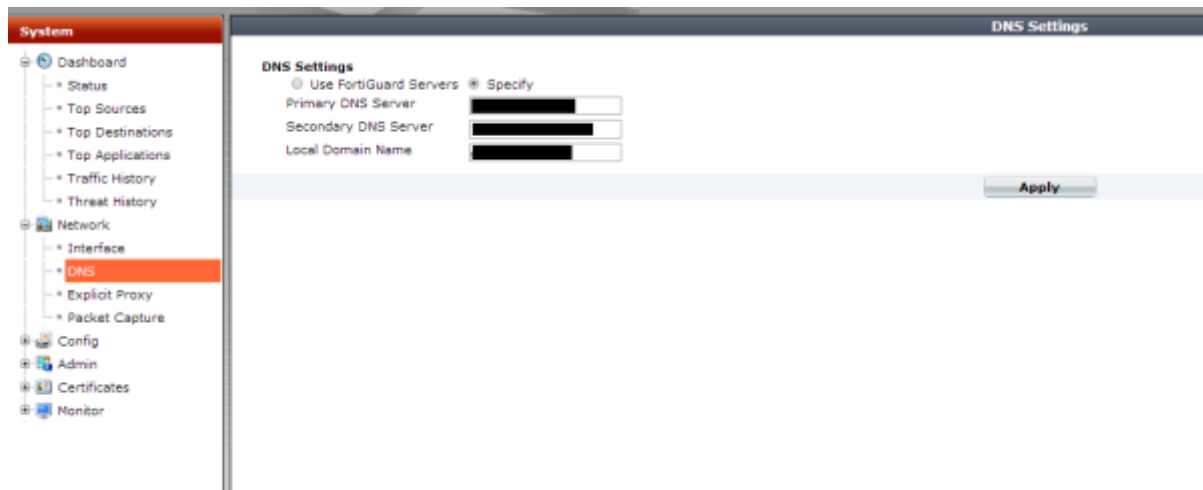 System
Dashboard
Status
Top Sources
Top Destinations
Top Applications
Traffic History
Threat History
Network
Interface
DNS
Explicit Proxy
Packet Capture
Config
Admin
Certificates
Monitor
DNS Settings
DNS Settings
Use FortiGuard Servers Specify
Primary DNS Server
Secondary DNS Server
Local Domain Name
Apply